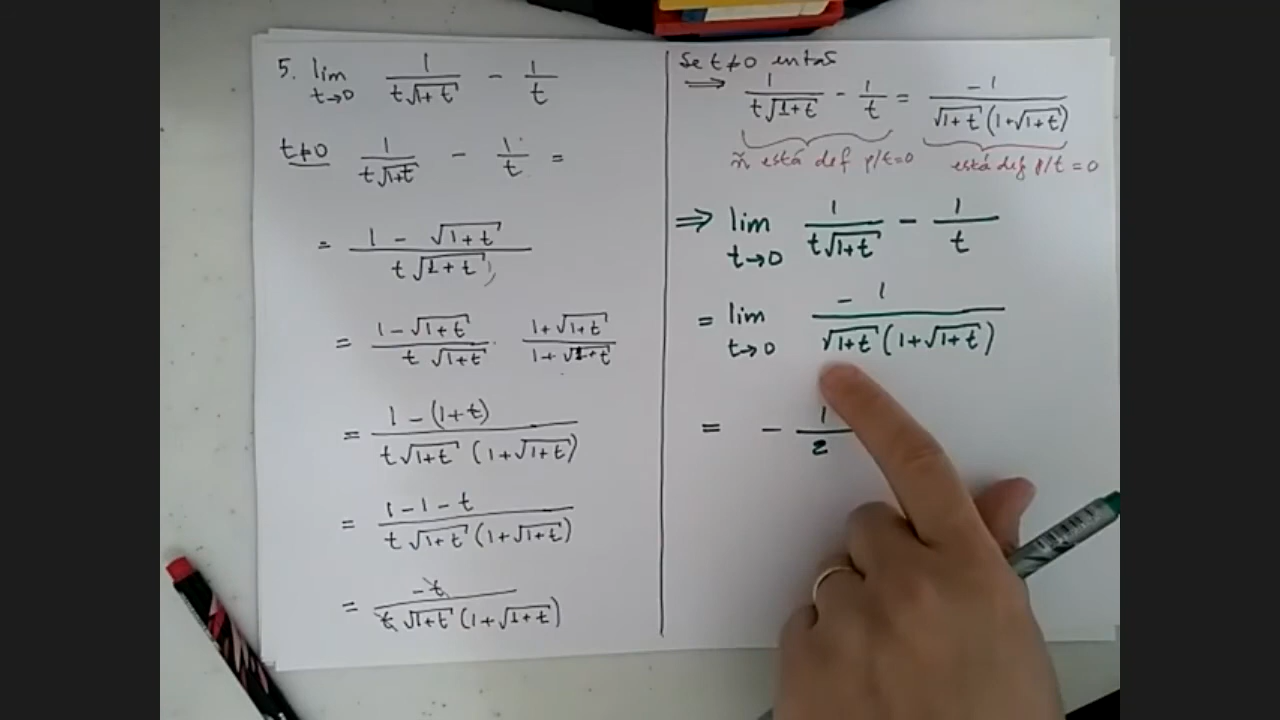 5. lim t→0 1/(t√(1+t)) − 1/t
t≠0 1/(t√(1+t)) − 1/t =
= (1 − √(1+t))/(t√(1+t))
= (1−√(1+t))/(t√(1+t)) · (1+√(1+t))/(1+√(1+t))
= (1 − (1+t))/(t√(1+t) (1+√(1+t)))
= (1−1−t)/(t√(1+t) (1+√(1+t)))
= −t/(t√(1+t) (1+√(1+t)))
Se t≠0 entao
⇒ 1/(t√(1+t)) − 1/t = −1/(√(1+t) (1+√(1+t)))
ñ está def p/t=0 está def p/t=0
⇒ lim t→0 1/(t√(1+t)) − 1/t
= lim t→0 −1/(√(1+t) (1+√(1+t)))
= − 1/2